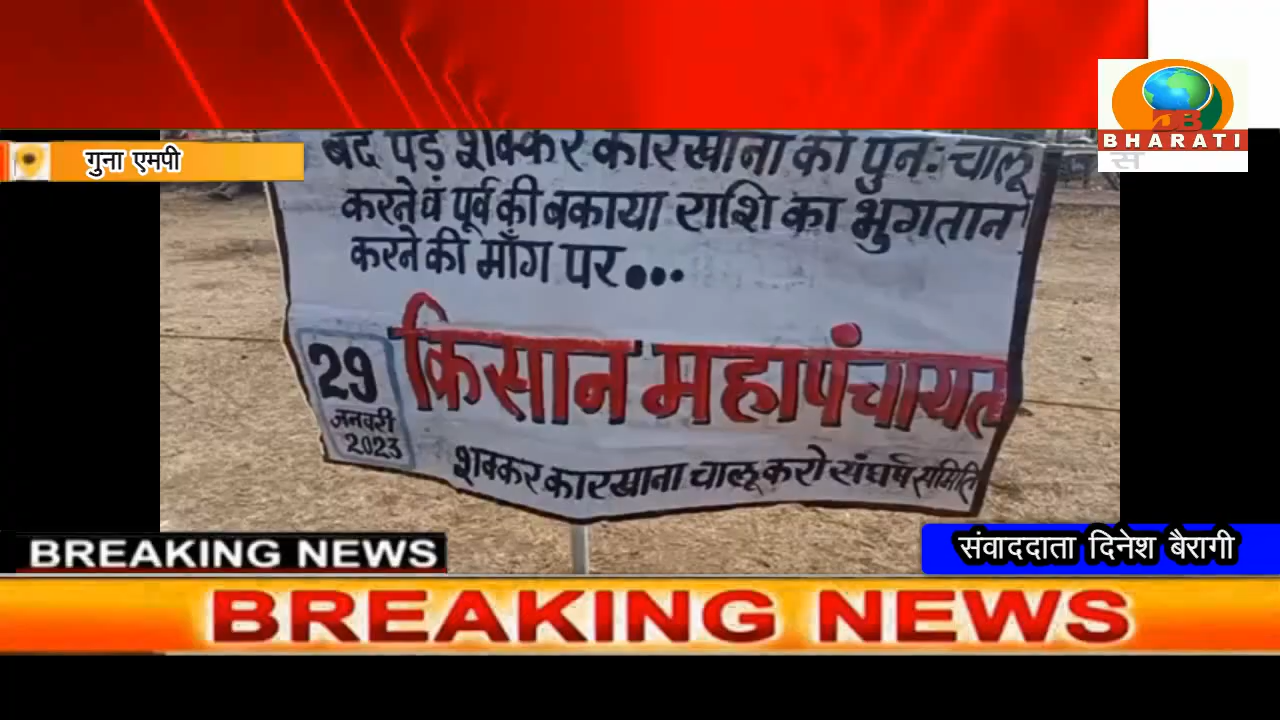 BHARATI
गुना एमपी
बंद पड़े शक्कर कारखाना को पुनः चालू
करने वं पूर्व की बकाया राशि का भुगतान
करने की माँग पर...
29
जनवरी
2023
किसान महापंचायत
शक्कर कारखाना चालू करो संघर्ष समिति
BREAKING NEWS
संवाददाता दिनेश बैरागी
BREAKING NEWS